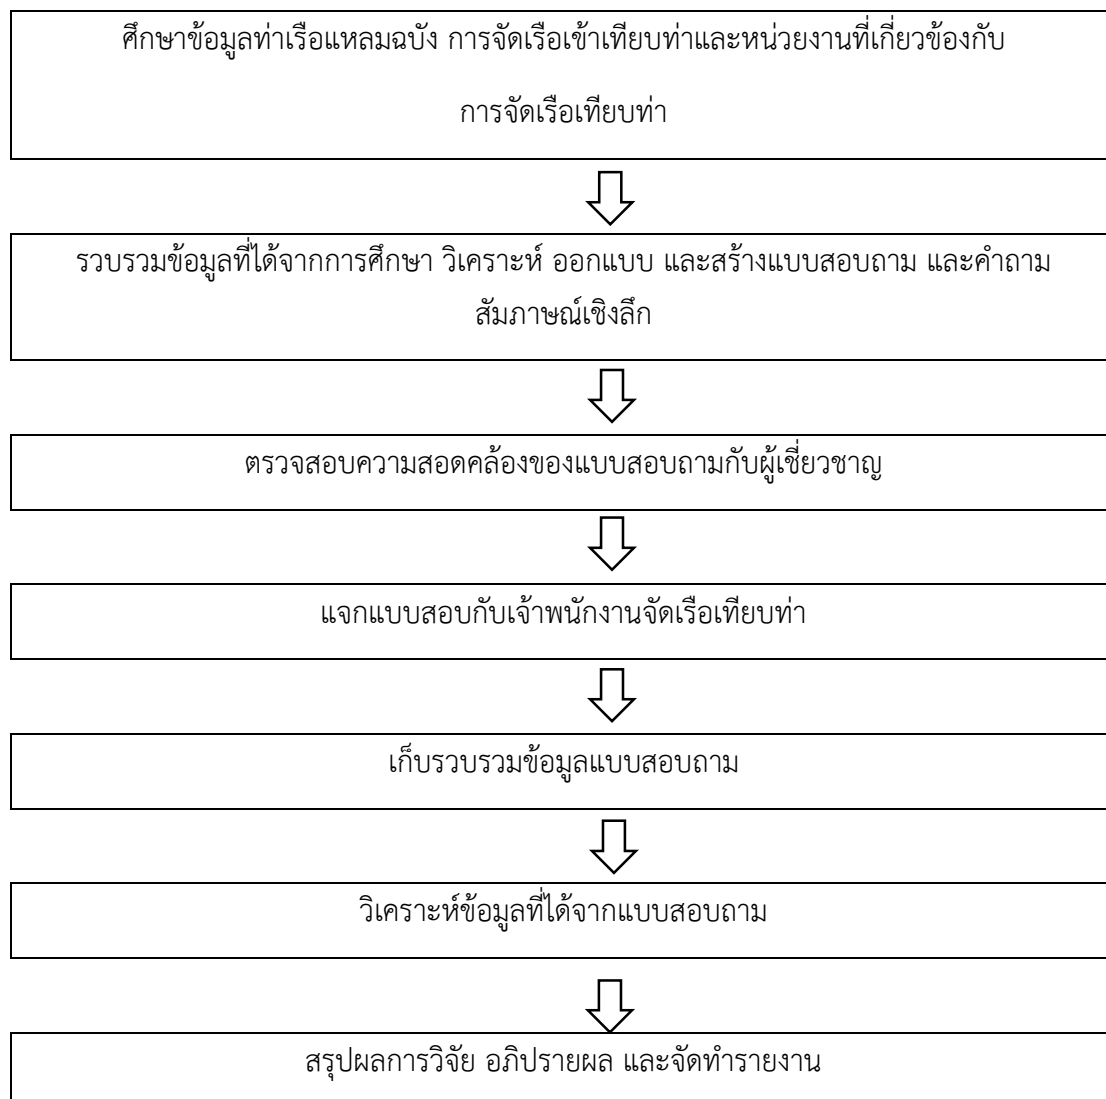 ศึกษาข้อมูลท่าเรือแหลมฉบัง การจัดเรือเข้าเทียบท่าและหน่วยงานที่เกี่ยวข้องกับ
การจัดเรือเทียบท่า
รวบรวมข้อมูลที่ได้จากการศึกษา วิเคราะห์ ออกแบบ และสร้างแบบสอบถาม และคำถาม
สัมภาษณ์เชิงลึก
ตรวจสอบความสอดคล้องของแบบสอบถามกับผู้เชี่ยวชาญ
แจกแบบสอบกับเจ้าพนักงานจัดเรือเทียบท่า
เก็บรวบรวมข้อมูลแบบสอบถาม
วิเคราะห์ข้อมูลที่ได้จากแบบสอบถาม
สรุปผลการวิจัย อภิปรายผล และจัดทำรายงาน